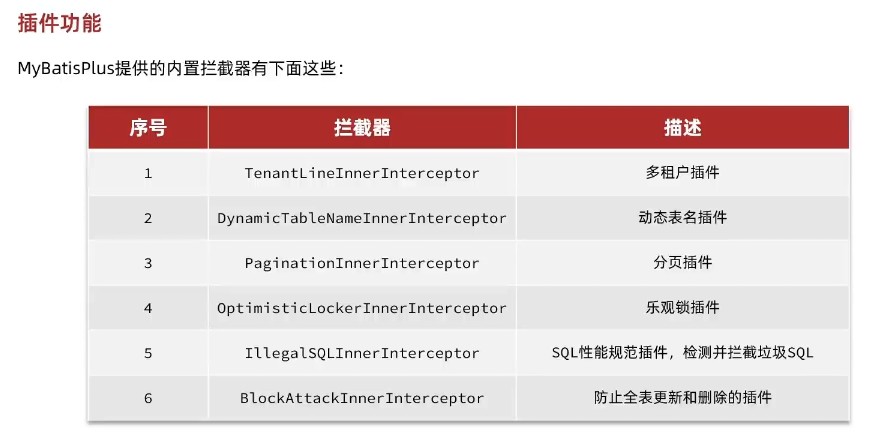 插件功能
MyBatisPlus提供的内置拦截器有下面这些：
序号 拦截器 描述
1 TenantLineInnerInterceptor 多租户插件
2 DynamicTableNameInnerInterceptor 动态表名插件
3 PaginationInnerInterceptor 分页插件
4 OptimisticLockerInnerInterceptor 乐观锁插件
5 IllegalSQLInnerInterceptor SQL性能规范插件，检测并拦截垃圾SQL
6 BlockAttackInnerInterceptor 防止全表更新和删除的插件